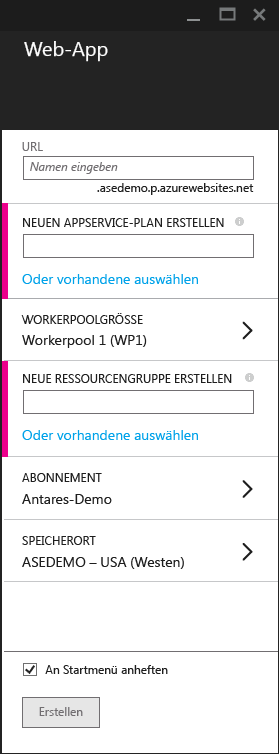 Web-App
URL
Namen eingeben
.asedemo.p.azurewebsites.net
NEUEN APPSERVICE-PLAN ERSTELLEN
Oder vorhandene auswählen
WORKERPOOLGRÖSSE
Workerpool 1 (WP1)
NEUE RESSOURCENGRUPPE ERSTELLEN
Oder vorhandene auswählen
ABONNEMENT
Antares-Demo
SPEICHERORT
ASEDEMO – USA (Westen)
An Startmenü anheften
Erstellen